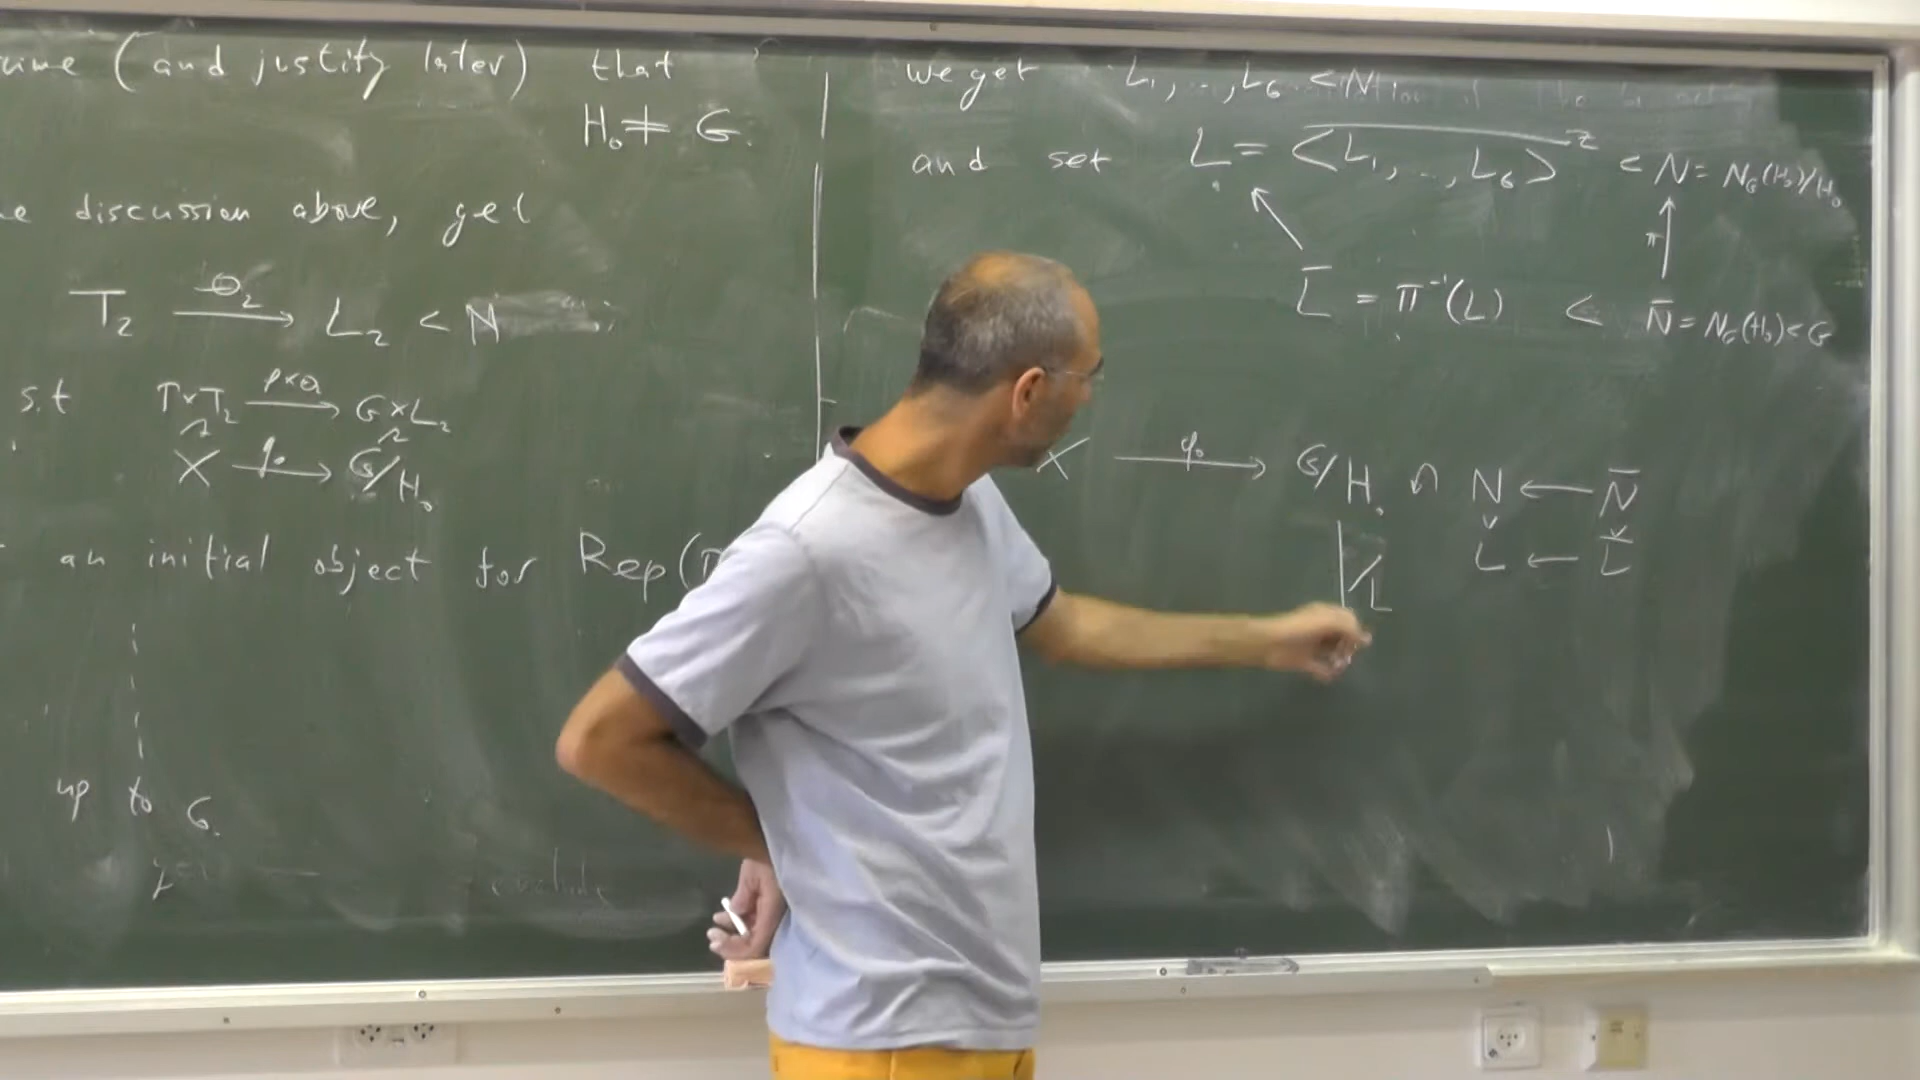 (and justify later) that
H₀ ≠ G.
discussion above, get
T₂ —θ₂→ L₂ < N
s.t Γ×T₂ —ρ×θ₂→ G×L₂
X —φ₀→ G/H₀
an initial object for Rep(
up to 6.
we get L₁, .., L₆ < N
and set L = <L₁, .., L₆>ᶻ < N = N_G(H₀)/H₀
π
L̄ = π⁻¹(L) < N̄ = N_G(H₀) < G
X —φ₀→ G/H₀ ↶ N ← N̄
∨ ∨
/L L ← L̄